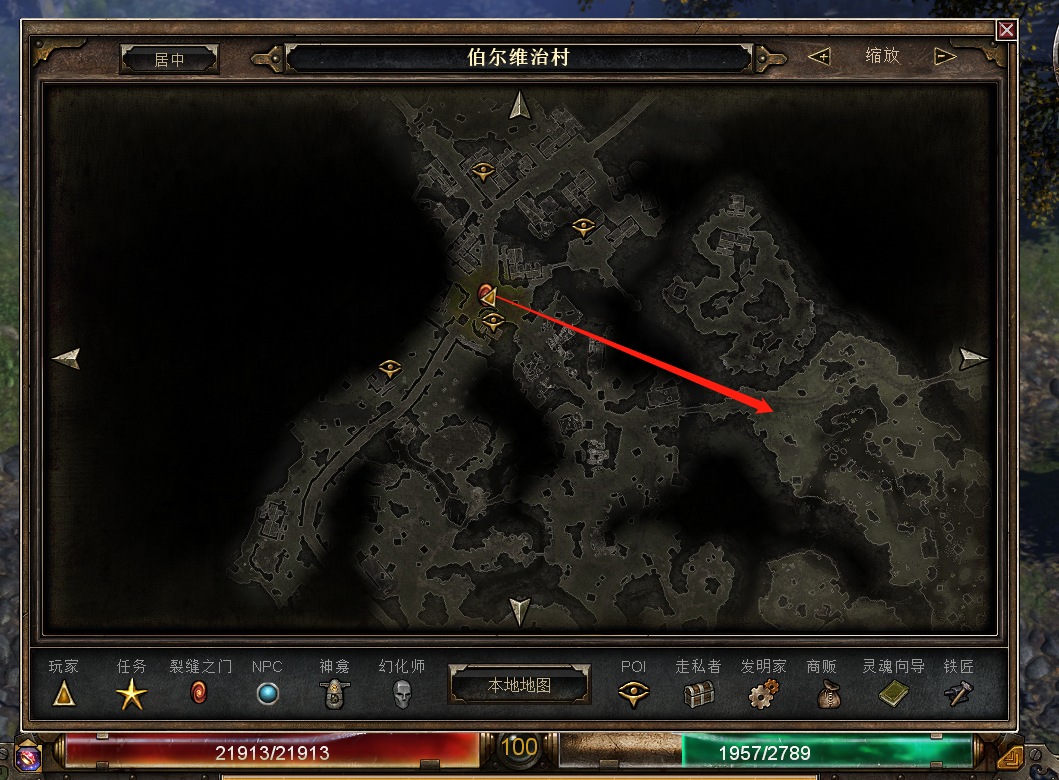 居中
伯尔维治村
缩放
玩家
任务
裂缝之门
NPC
神龛
幻化师
本地地图
POI
走私者
发明家
商贩
灵魂向导
铁匠
21913/21913
100
1957/2789